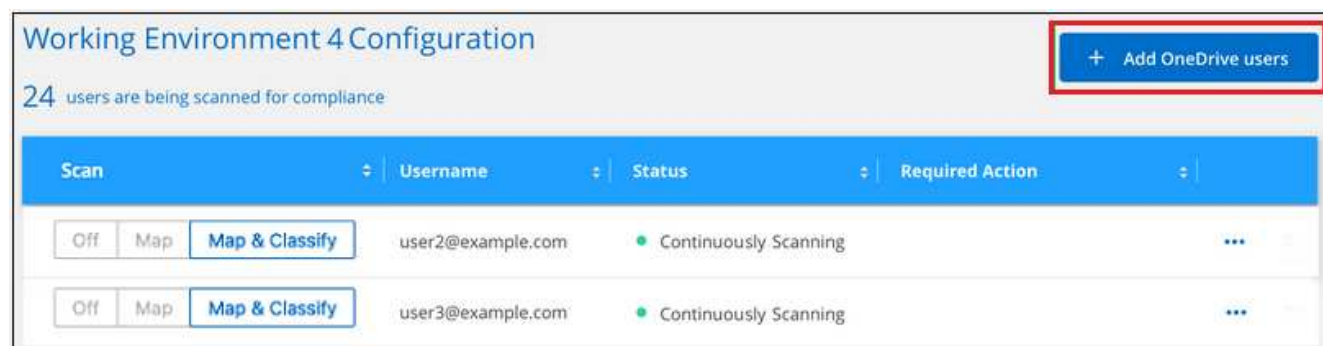 Working Environment 4 Configuration
+ Add OneDrive users
24 users are being scanned for compliance
Scan Username Status Required Action
Off Map Map & Classify user2@example.com Continuously Scanning ...
Off Map Map & Classify user3@example.com Continuously Scanning ...